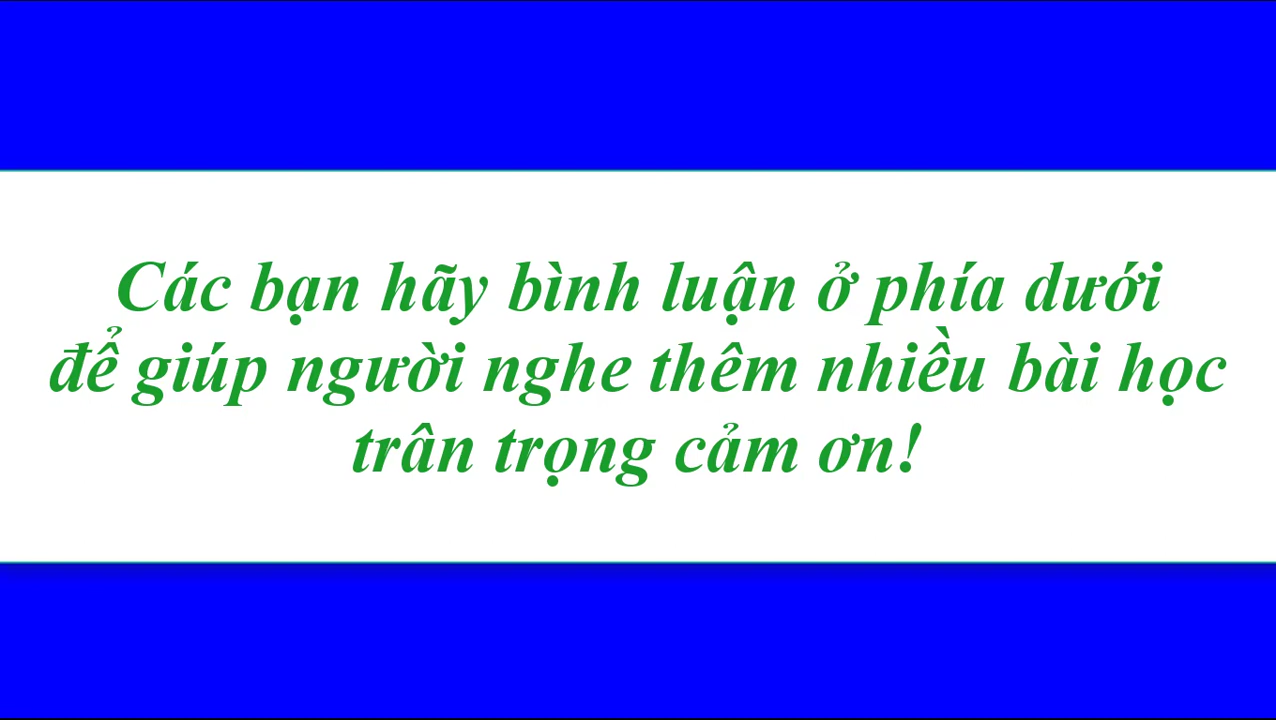 Các bạn hãy bình luận ở phía dưới
để giúp người nghe thêm nhiều bài học
trân trọng cảm ơn!